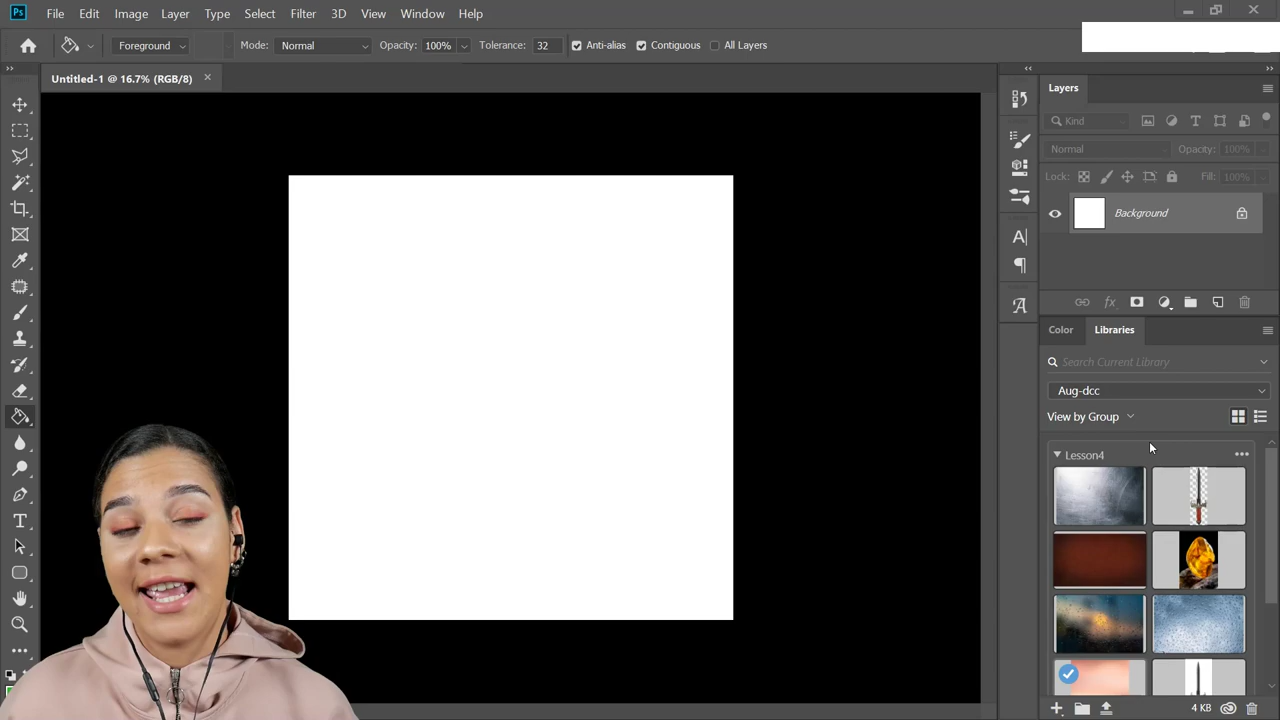 Ps File Edit Image Layer Type Select Filter 3D View Window Help
Foreground Mode: Normal Opacity: 100% Tolerance: 32 Anti-alias Contiguous All Layers
Untitled-1 @ 16.7% (RGB/8)
Layers
Kind
Normal Opacity: 100%
Lock: Fill: 100%
Background
fx
Color Libraries
Search Current Library
Aug-dcc
View by Group
Lesson4
4 KB